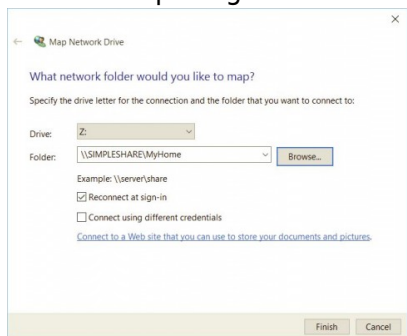 Map Network Drive
What network folder would you like to map?
Specify the drive letter for the connection and the folder that you want to connect to:
Drive: Z:
Folder: \\SIMPLESHARE\MyHome Browse...
Example: \\server\share
Reconnect at sign-in
Connect using different credentials
Connect to a Web site that you can use to store your documents and pictures.
Finish Cancel